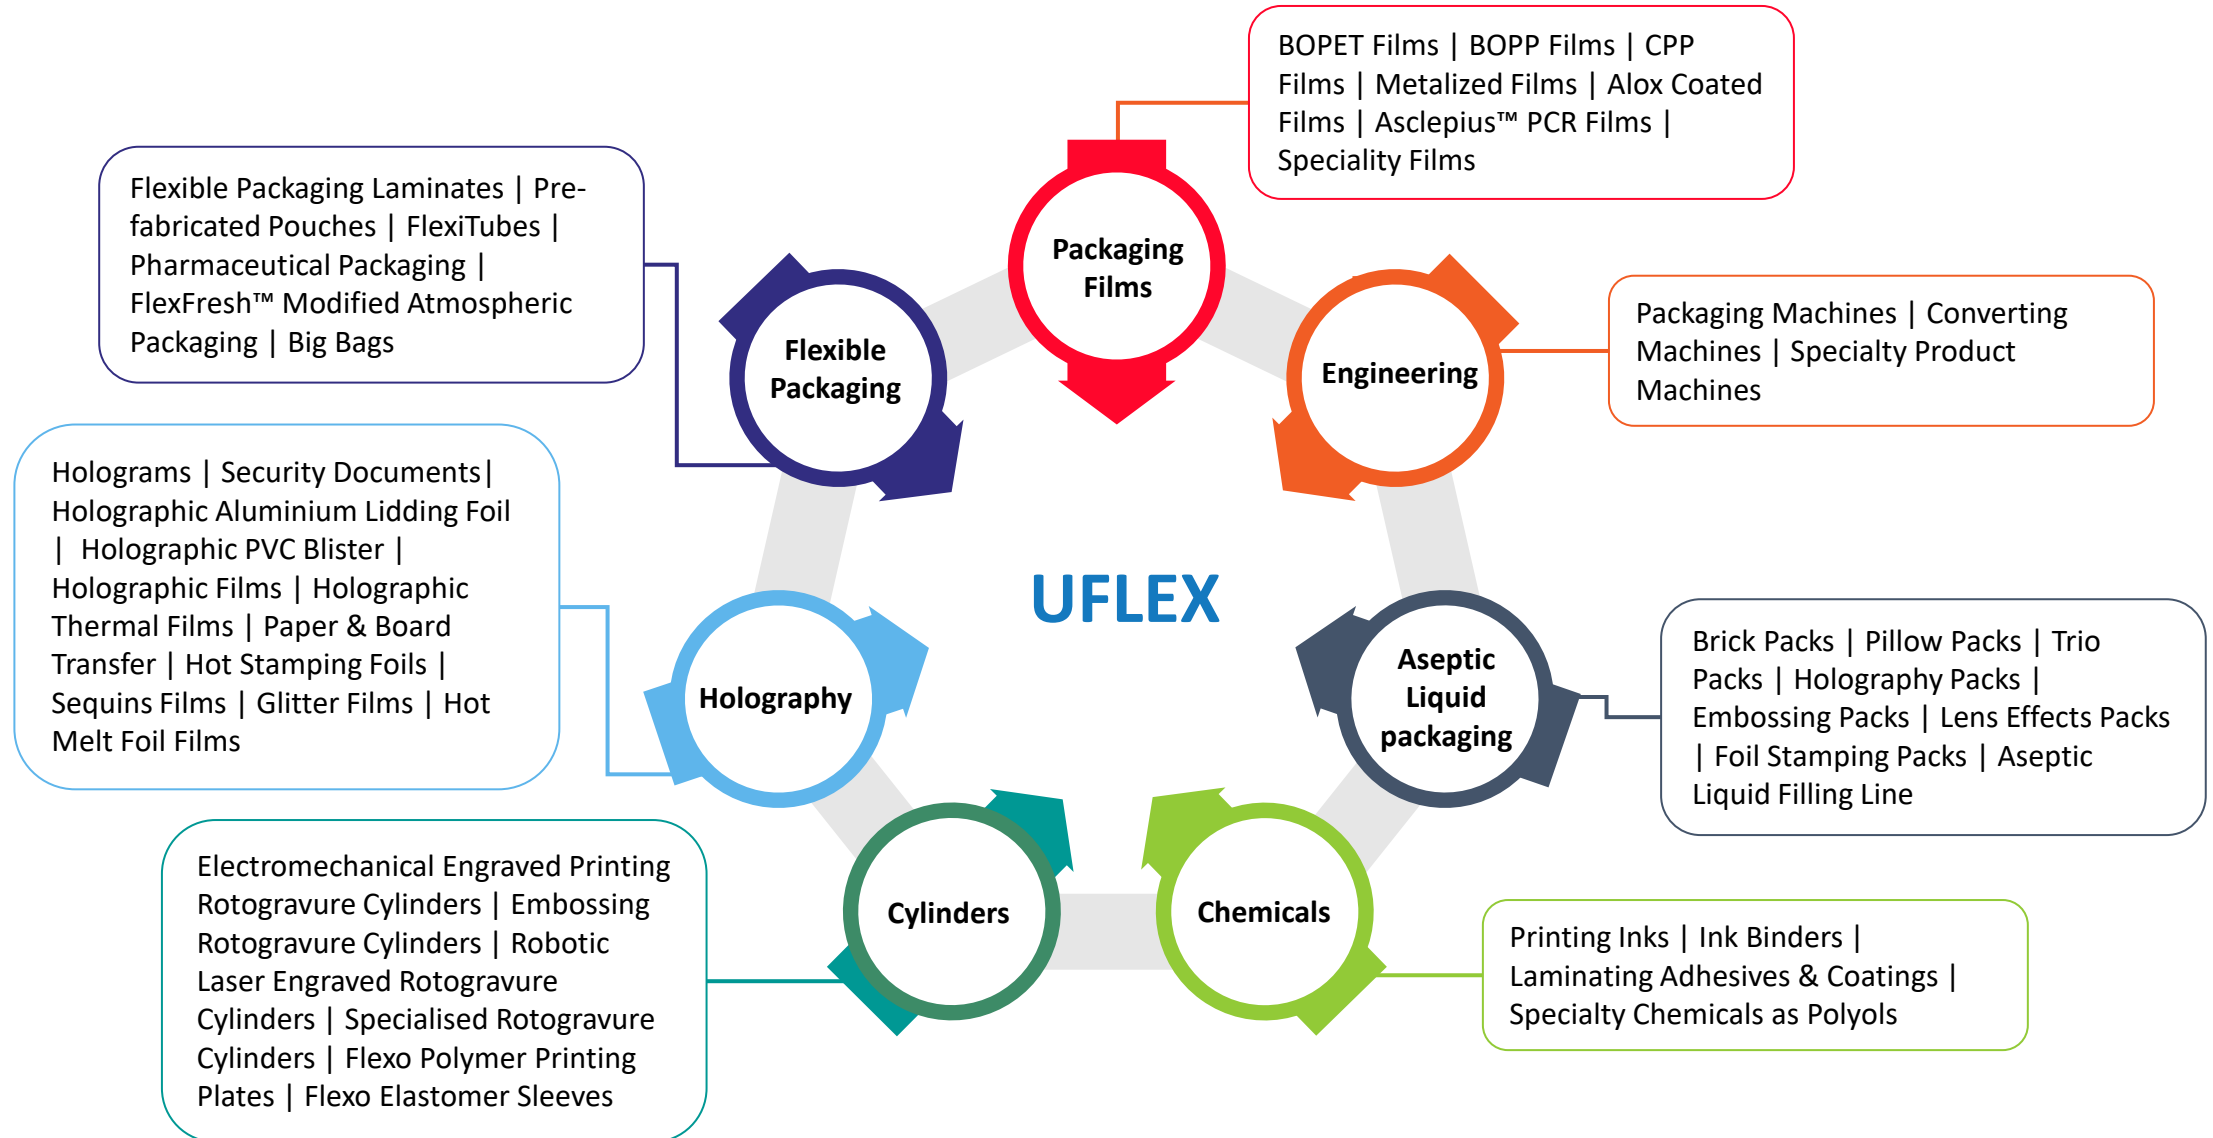 BOPET Films | BOPP Films | CPP
Films | Metalized Films | Alox Coated
Films | Asclepius™ PCR Films |
Speciality Films
Packaging
Films
Flexible Packaging Laminates | Pre-
fabricated Pouches | FlexiTubes |
Pharmaceutical Packaging |
FlexFresh™ Modified Atmospheric
Packaging | Big Bags
Flexible
Packaging
Engineering
Packaging Machines | Converting
Machines | Specialty Product
Machines
Holograms | Security Documents|
Holographic Aluminium Lidding Foil
| Holographic PVC Blister |
Holographic Films | Holographic
Thermal Films | Paper & Board
Transfer | Hot Stamping Foils |
Sequins Films | Glitter Films | Hot
Melt Foil Films
Holography
UFLEX
Aseptic
Liquid
packaging
Brick Packs | Pillow Packs | Trio
Packs | Holography Packs |
Embossing Packs | Lens Effects Packs
| Foil Stamping Packs | Aseptic
Liquid Filling Line
Electromechanical Engraved Printing
Rotogravure Cylinders | Embossing
Rotogravure Cylinders | Robotic
Laser Engraved Rotogravure
Cylinders | Specialised Rotogravure
Cylinders | Flexo Polymer Printing
Plates | Flexo Elastomer Sleeves
Cylinders
Chemicals
Printing Inks | Ink Binders |
Laminating Adhesives & Coatings |
Specialty Chemicals as Polyols